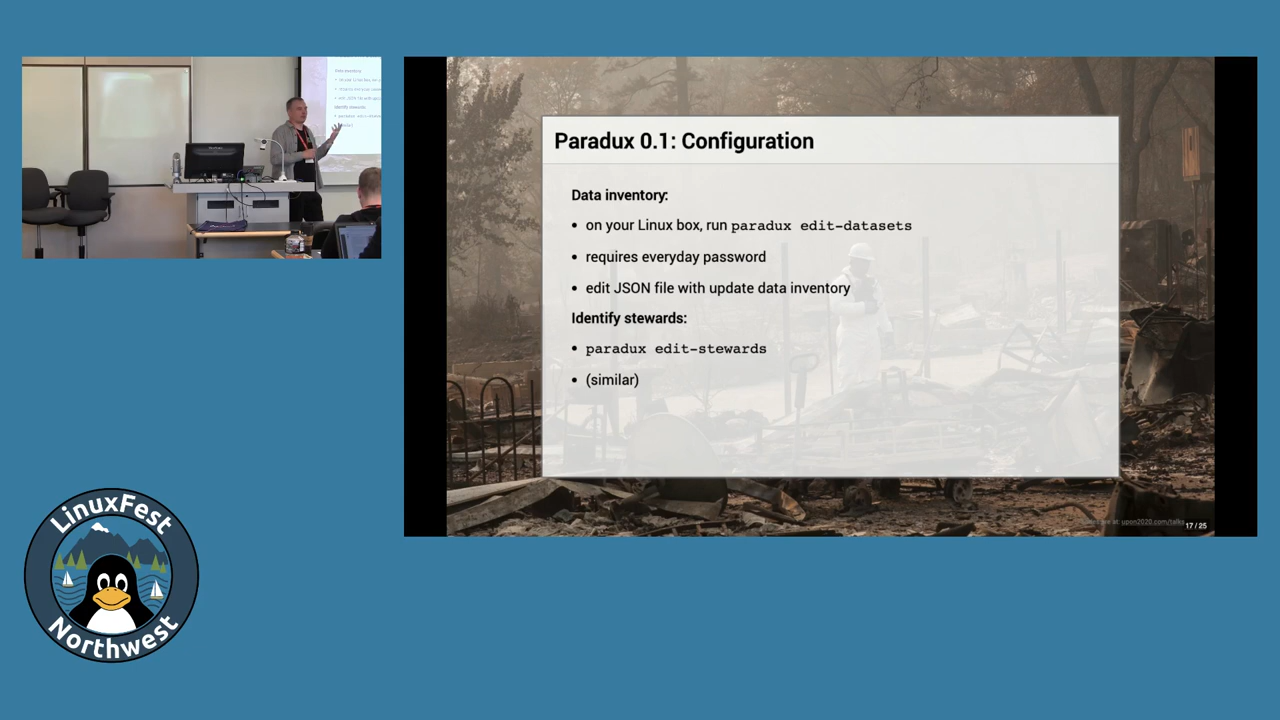 Paradux 0.1: Configuration
Data inventory:
• on your Linux box, run paradux edit-datasets
• requires everyday password
• edit JSON file with update data inventory
Identify stewards:
• paradux edit-stewards
• (similar)
upon2020.com/talks
17 / 25
LinuxFest
Northwest